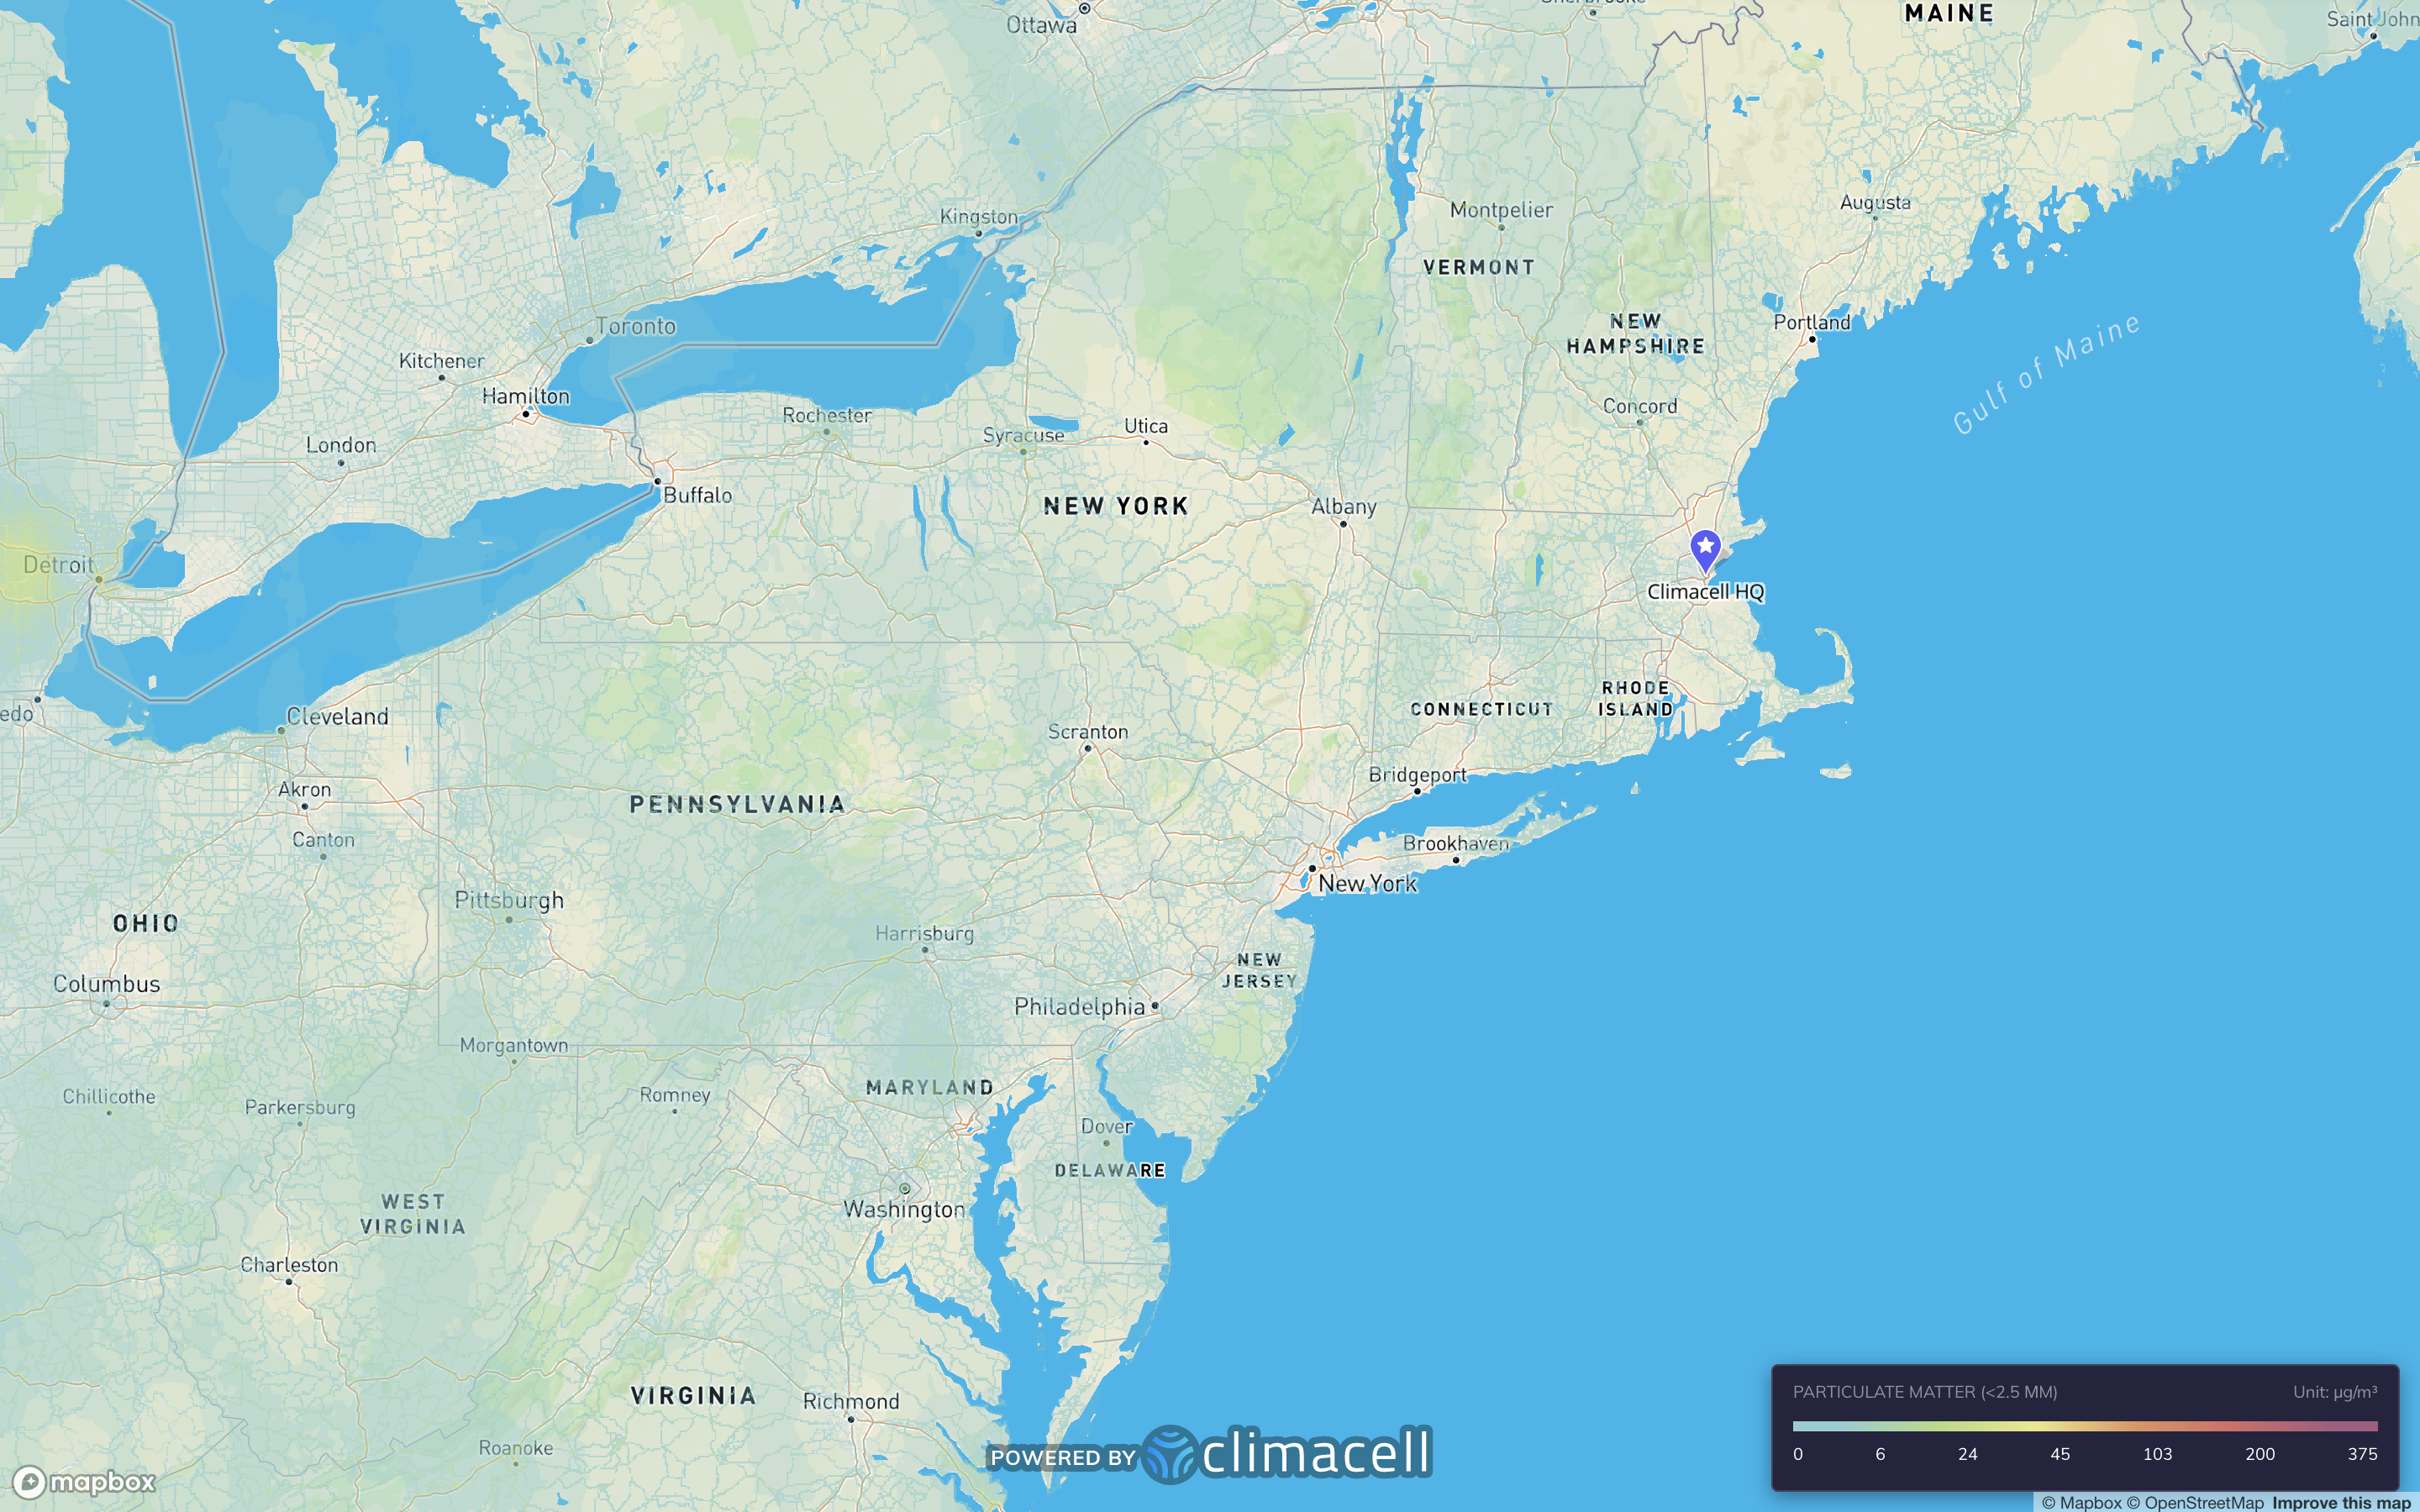 Ottawa
MAINE
Saint John
Kingston
Montpelier
Augusta
VERMONT
Toronto
NEW
HAMPSHIRE
Portland
Gulf of Maine
Kitchener
Hamilton
Rochester
Utica
Concord
London
Syracuse
Buffalo
NEW YORK
Albany
Detroit
Climacell HQ
edo
Cleveland
Scranton
CONNECTICUT
RHODE
ISLAND
Akron
PENNSYLVANIA
Bridgeport
Canton
Brookhaven
New York
OHIO
Pittsburgh
Harrisburg
NEW
JERSEY
Columbus
Philadelphia
Morgantown
Chillicothe
Parkersburg
Romney
MARYLAND
Dover
DELAWARE
WEST
VIRGINIA
Washington
Charleston
VIRGINIA
Richmond
Roanoke
PARTICULATE MATTER (<2.5 MM) Unit: µg/m³
0 6 24 45 103 200 375
POWERED BY climacell
mapbox
© Mapbox © OpenStreetMap Improve this map